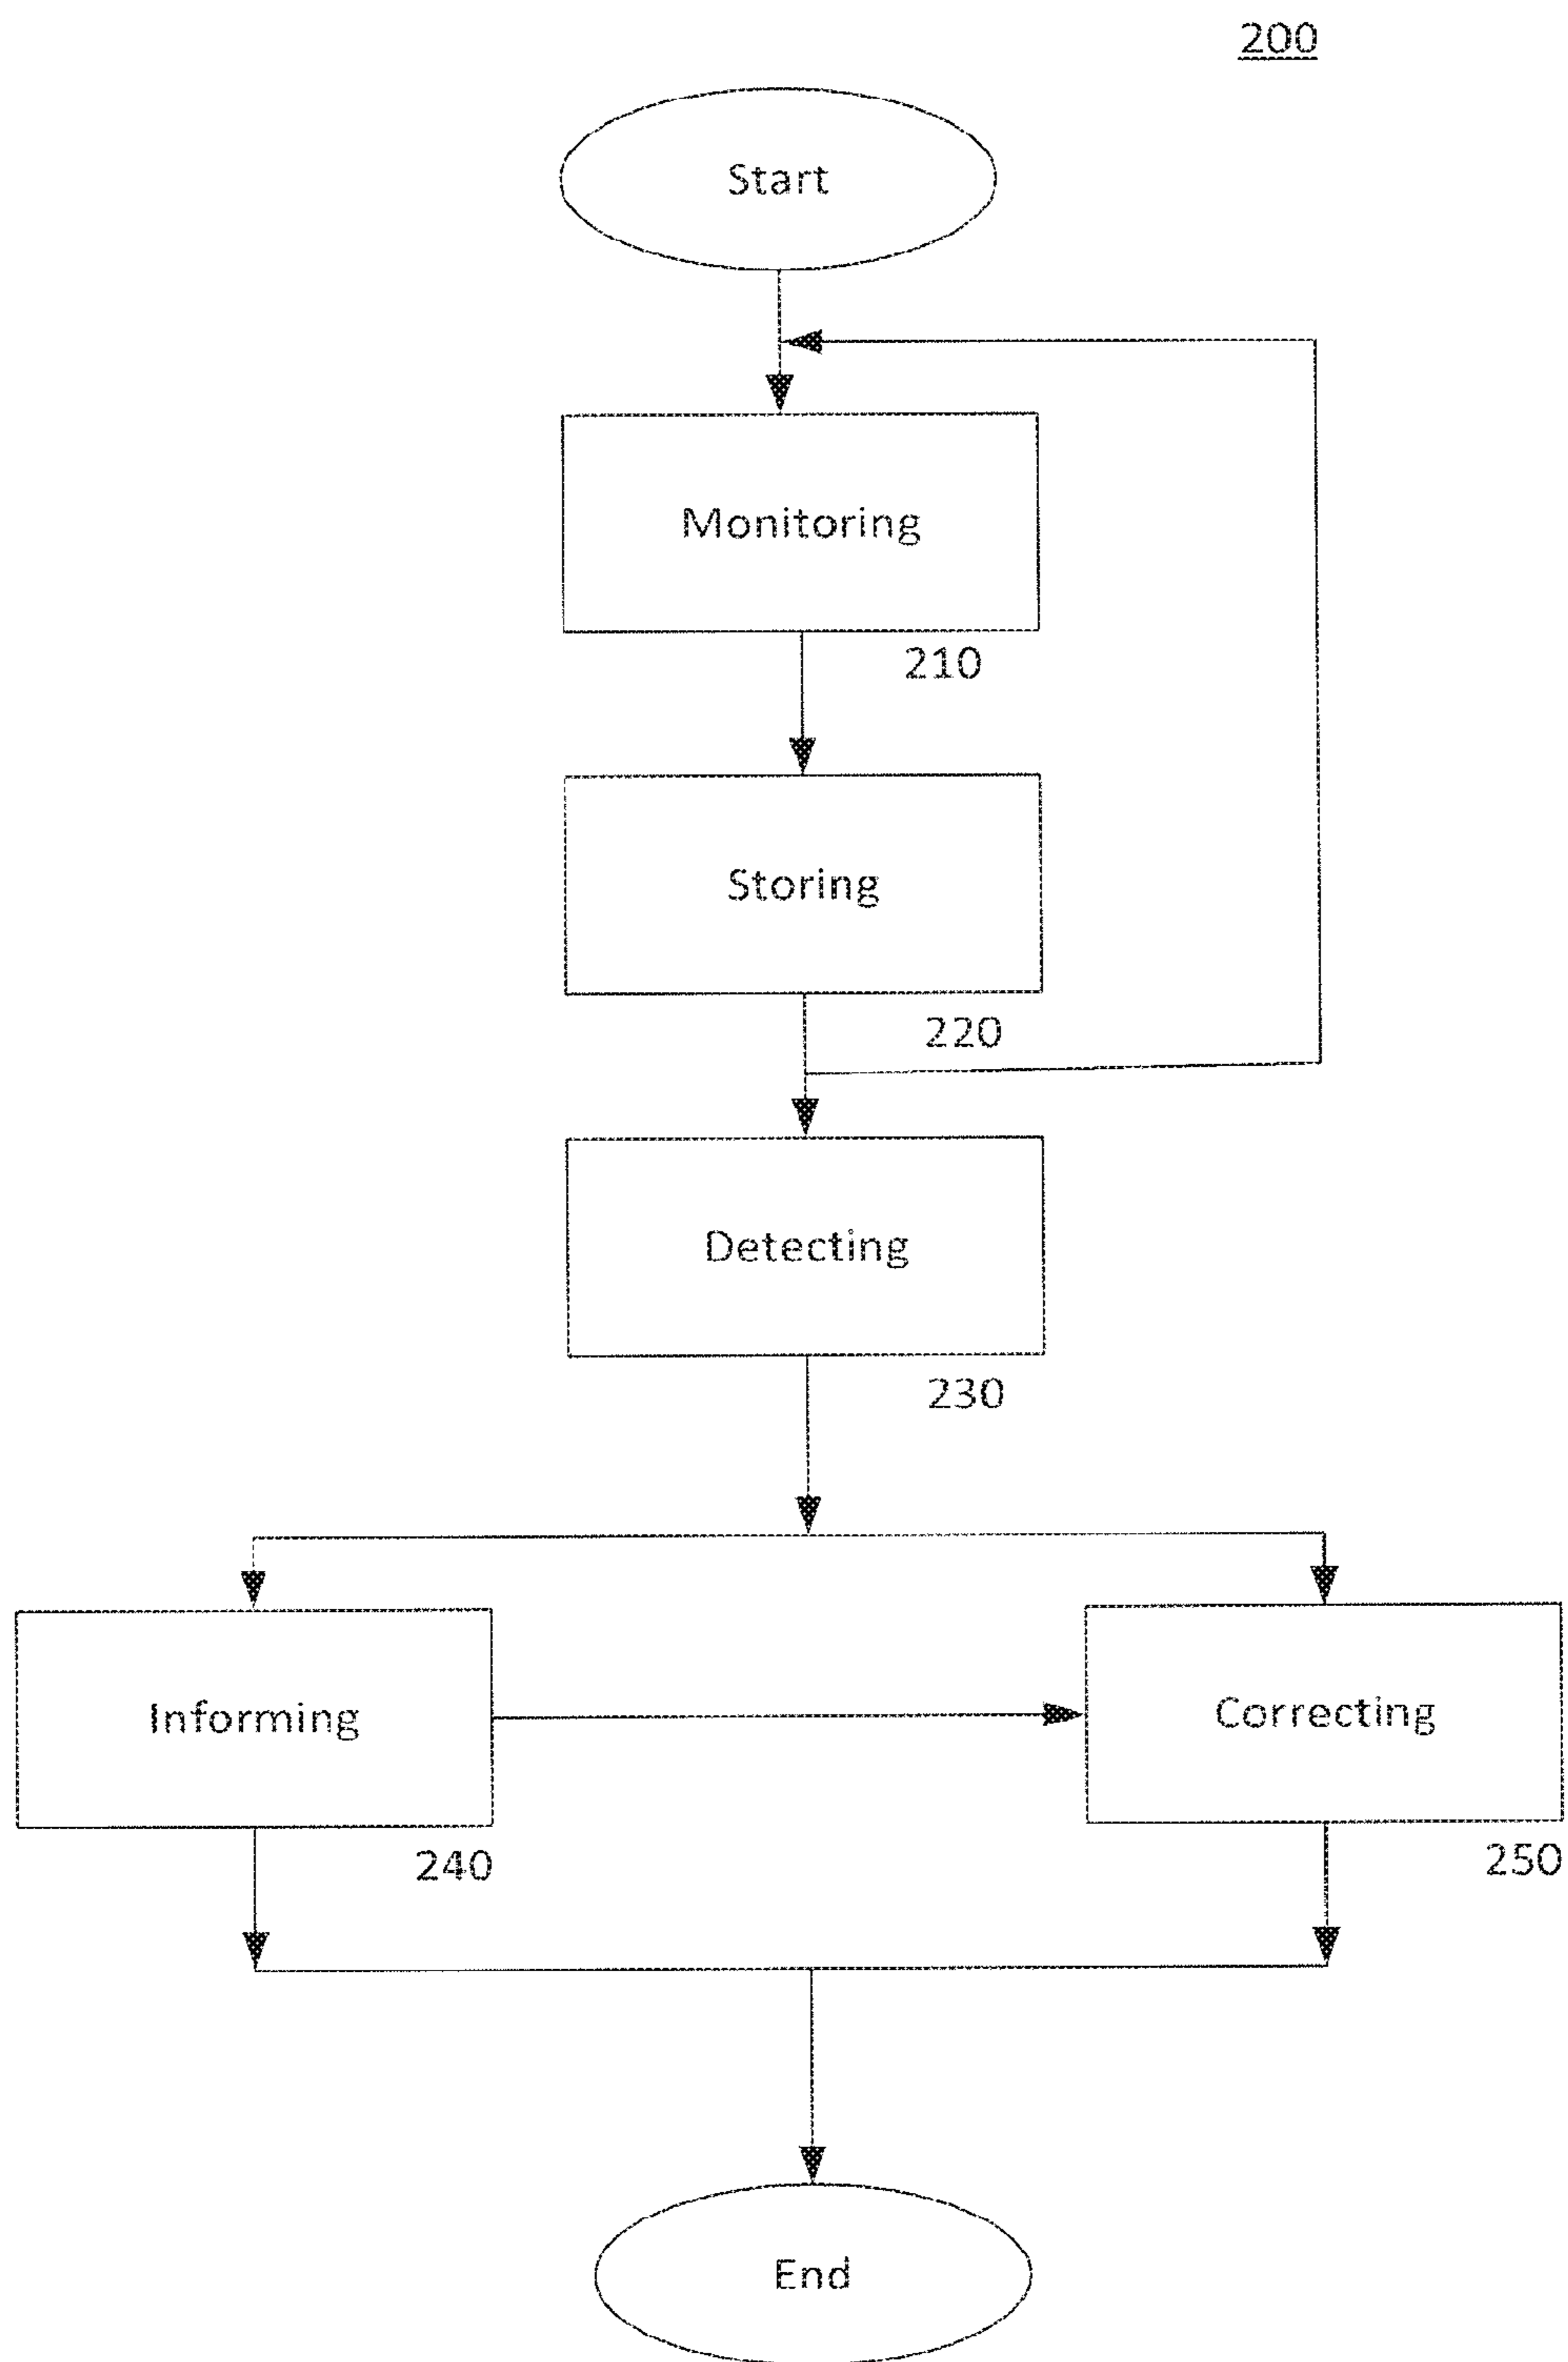 200
Start
Monitoring
210
Storing
220
Detecting
230
Informing
Correcting
240
250
End